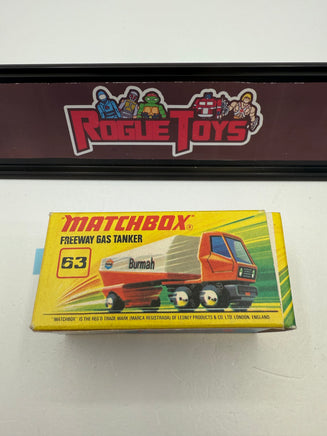 ROGUE TOYS
"MATCHBOX"®
FREEWAY GAS TANKER
63
Burmah
"MATCHBOX" IS THE REG'D TRADE MARK (MARCA REGISTRADA) OF LESNEY PRODUCTS & CO. LTD. LONDON, ENGLAND.